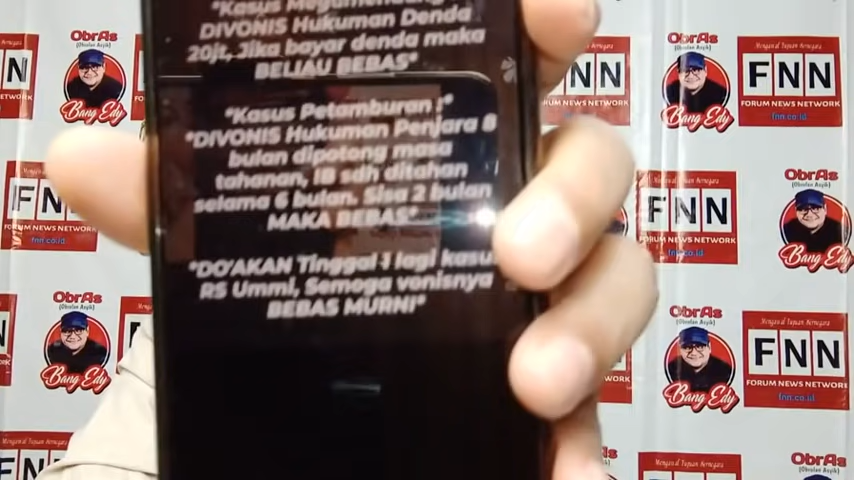 *Kasus Megamendung
DIVONIS Hukuman Denda
20jt, Jika bayar denda maka
BELIAU BEBAS*
*Kasus Petamburan :*
*DIVONIS Hukuman Penjara 8
bulan dipotong masa
tahanan, IB sdh ditahan
selama 6 bulan. Sisa 2 bulan
MAKA BEBAS*
*DO'AKAN Tinggal 1 lagi kasus
RS Ummi, Semoga vonisnya
BEBAS MURNI*
ObrAs
(Obrolan Asyik)
Bang Edy
FNN
FORUM NEWS NETWORK
fnn.co.id